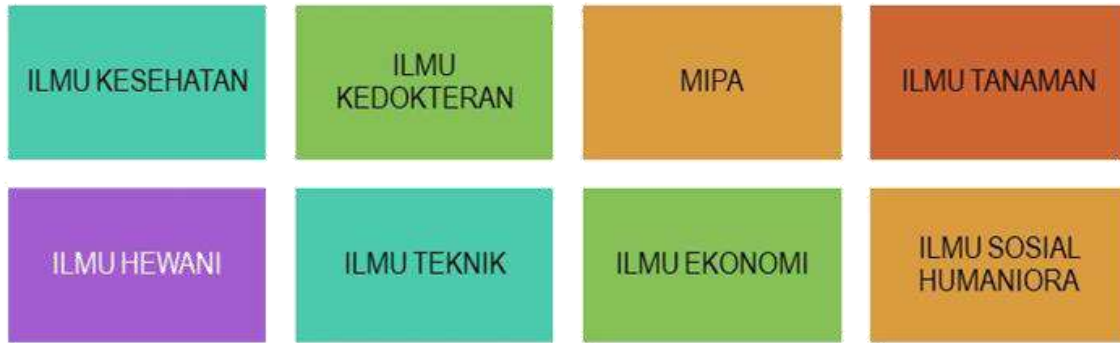 ILMU KESEHATAN
ILMU
KEDOKTERAN
MIPA
ILMU TANAMAN
ILMU HEWANI
ILMU TEKNIK
ILMU EKONOMI
ILMU SOSIAL
HUMANIORA